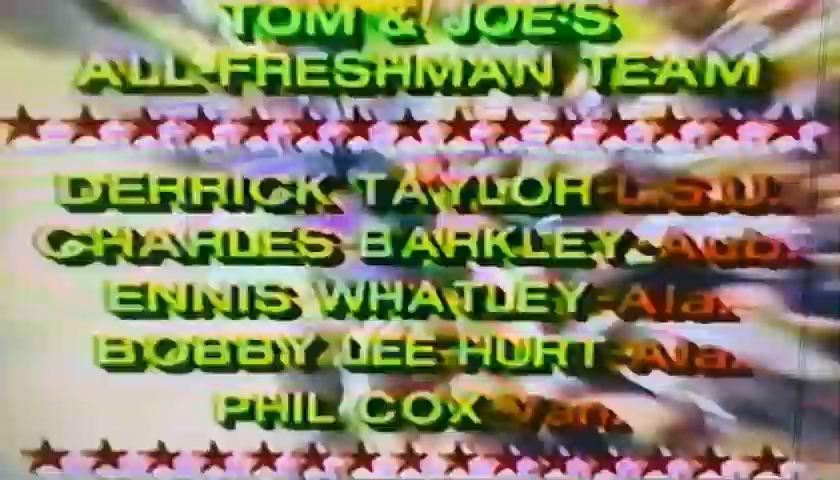 TOM & JOE'S
ALL-FRESHMAN TEAM
DERRICK TAYLOR-L.S.U.
CHARLES BARKLEY-Aub.
ENNIS WHATLEY-Ala.
BOBBY LEE HURT-Ala.
PHIL COX-Van.